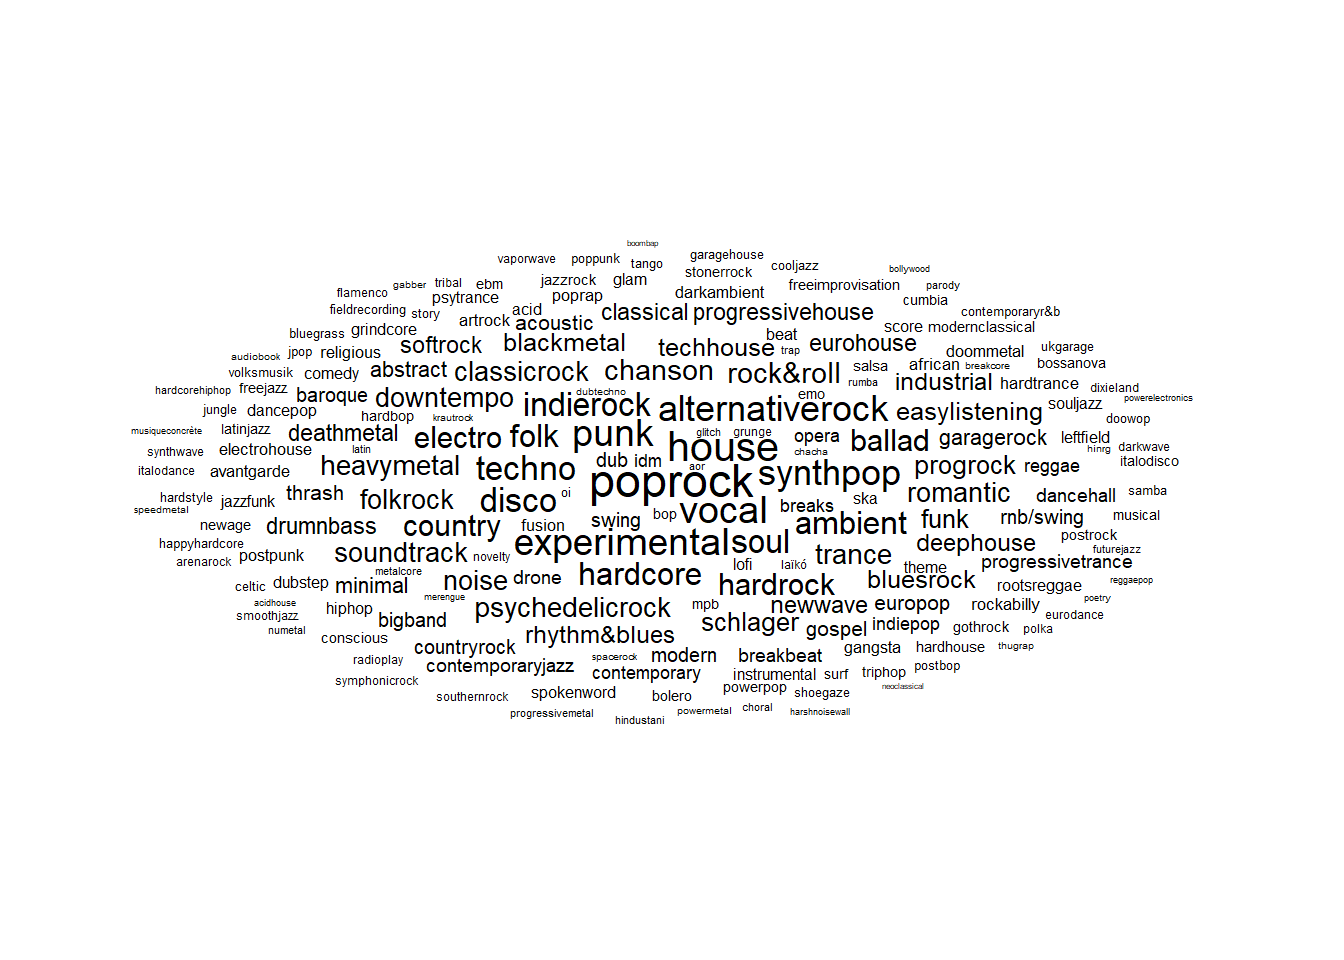 boombap
vaporwave poppunk tango garagehouse cooljazz bollywood
flamenco gabber tribal ebm jazzrock glam stonerrock freeimprovisation parody
fieldrecording story psytrance acid poprap darkambient cumbia contemporaryr&b
bluegrass grindcore artrock acoustic classical progressivehouse score modernclassical
audiobook jpop religious softrock blackmetal techhouse beat trap eurohouse doommetal ukgarage
volksmusik comedy abstract classicrock chanson rock&roll salsa african breakcore bossanova
hardcorehiphop freejazz baroque downtempo indierock dubtechno emo rumba industrial hardtrance dixieland powerelectronics
jungle dancepop hardbop krautrock alternativerock easylistening souljazz doowop
musiqueconcrète latinjazz deathmetal electro folk punk house glitch grunge opera ballad garagerock leftfield hinrg darkwave
synthwave electrohouse latin chacha italodisco
italodance avantgarde heavymetal techno dub idm aor synthpop progrock reggae
hardstyle jazzfunk thrash folkrock disco oi poprock vocal breaks ska romantic dancehall samba
speedmetal newage drumnbass country fusion swing bop ambient funk rnb/swing musical
happyhardcore postpunk soundtrack novelty experimental soul trance deephouse postrock futurejazz
arenarock metalcore noise drone hardcore lofi laïkó theme progressivetrance
celtic dubstep minimal merengue hardrock bluesrock rootsreggae reggaepop
acidhouse hiphop psychedelicrock mpb newwave europop rockabilly poetry
smoothjazz bigband schlager gospel indiepop gothrock polka eurodance
numetal conscious countryrock rhythm&blues modern breakbeat gangsta hardhouse thugrap
radioplay contemporaryjazz spacerock contemporary instrumental surf triphop postbop
symphonicrock southernrock spokenword bolero powerpop shoegaze neoclassical
progressivemetal hindustani powermetal choral harshnoisewall